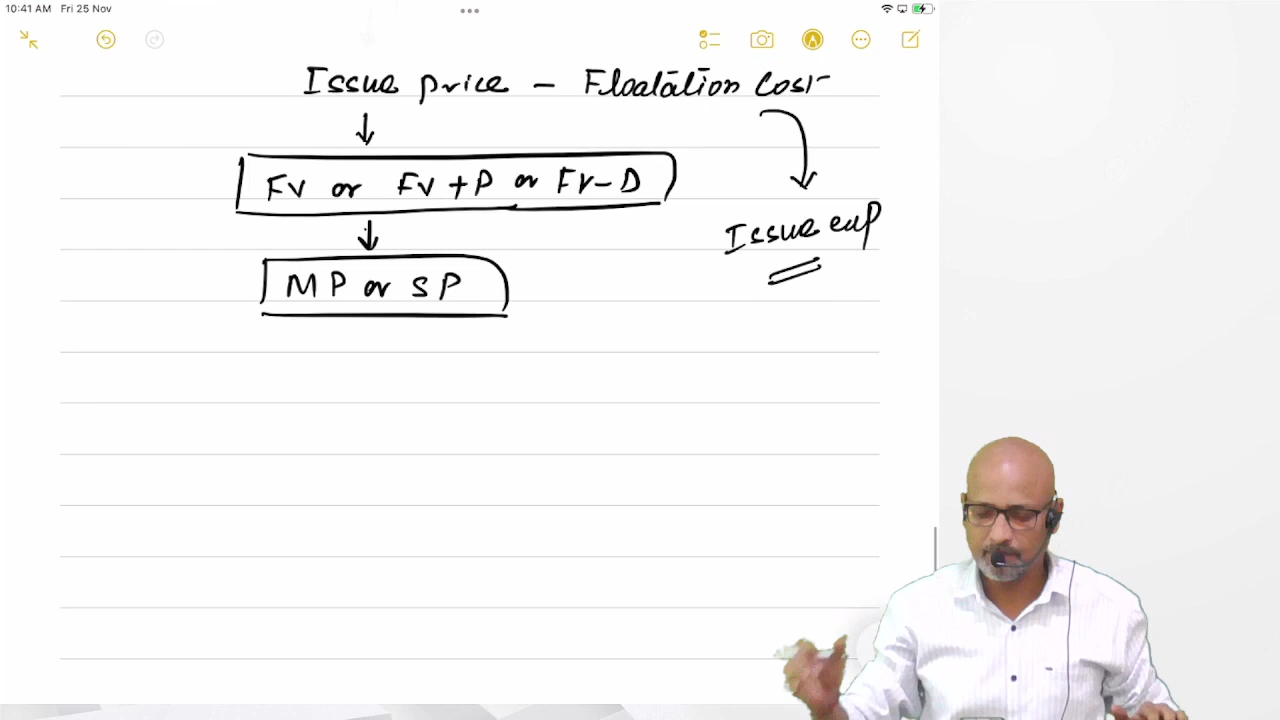 10:41 AM Fri 25 Nov
Issue price - Floatation Cost
FV or FV + P or FV - D
Issue exp
MP or SP